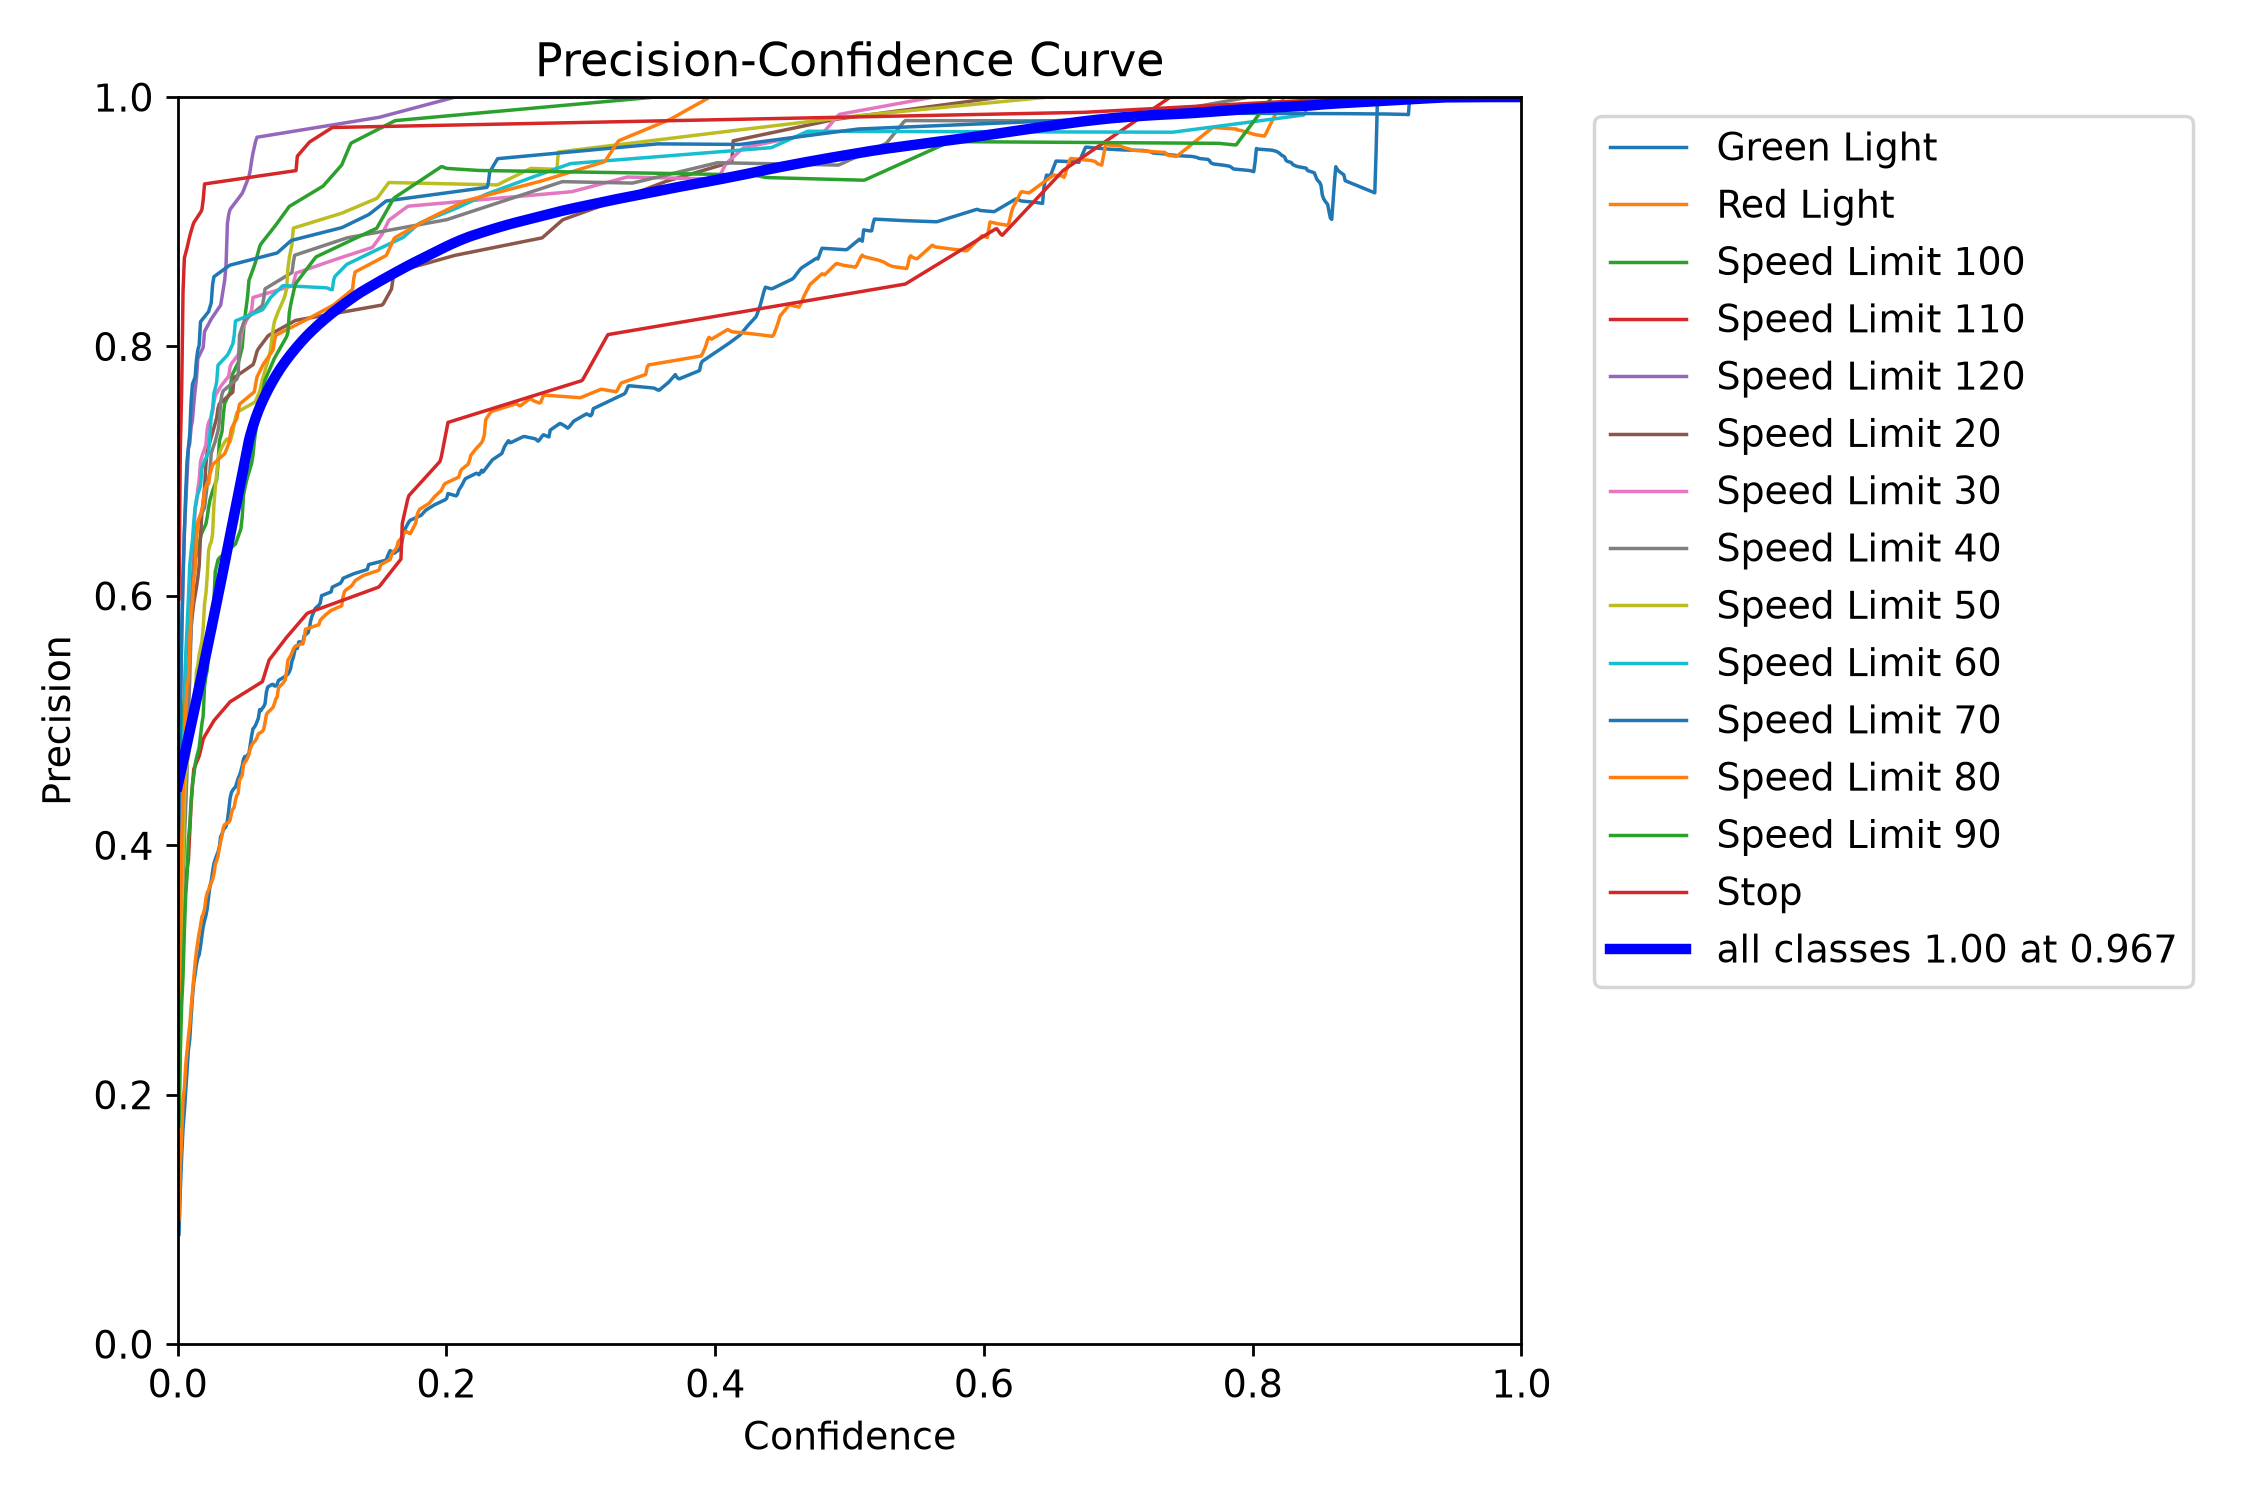 Precision-Confidence Curve
1.0
0.8
0.6
0.4
0.2
0.0
Precision
0.0 0.2 0.4 0.6 0.8 1.0
Confidence
Green Light
Red Light
Speed Limit 100
Speed Limit 110
Speed Limit 120
Speed Limit 20
Speed Limit 30
Speed Limit 40
Speed Limit 50
Speed Limit 60
Speed Limit 70
Speed Limit 80
Speed Limit 90
Stop
all classes 1.00 at 0.967